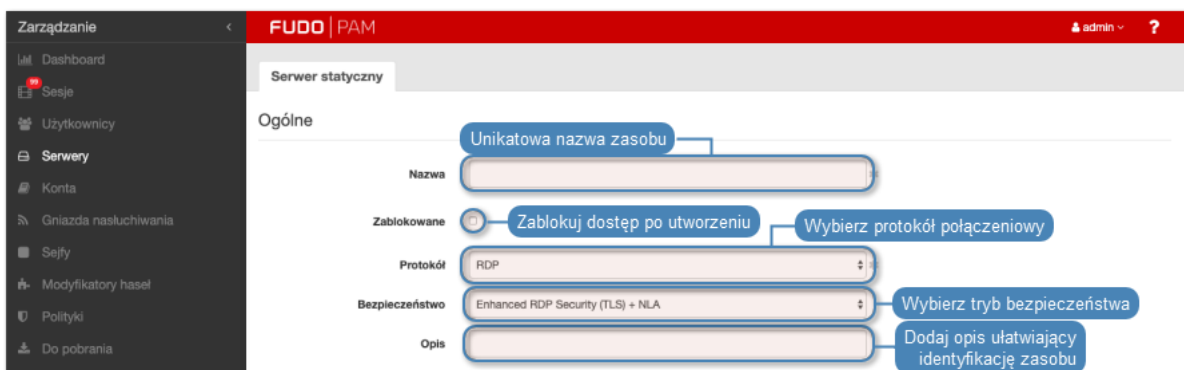 Zarządzanie
FUDO PAM
admin
?
Dashboard
99
Sesje
Użytkownicy
Serwery
Konta
Gniazda nasłuchiwania
Sejfy
Modyfikatory haseł
Polityki
Do pobrania
Serwer statyczny
Ogólne
Unikatowa nazwa zasobu
Nazwa
Zablokowane
Zablokuj dostęp po utworzeniu
Wybierz protokół połączeniowy
Protokół
RDP
Bezpieczeństwo
Enhanced RDP Security (TLS) + NLA
Wybierz tryb bezpieczeństwa
Opis
Dodaj opis ułatwiający
identyfikację zasobu